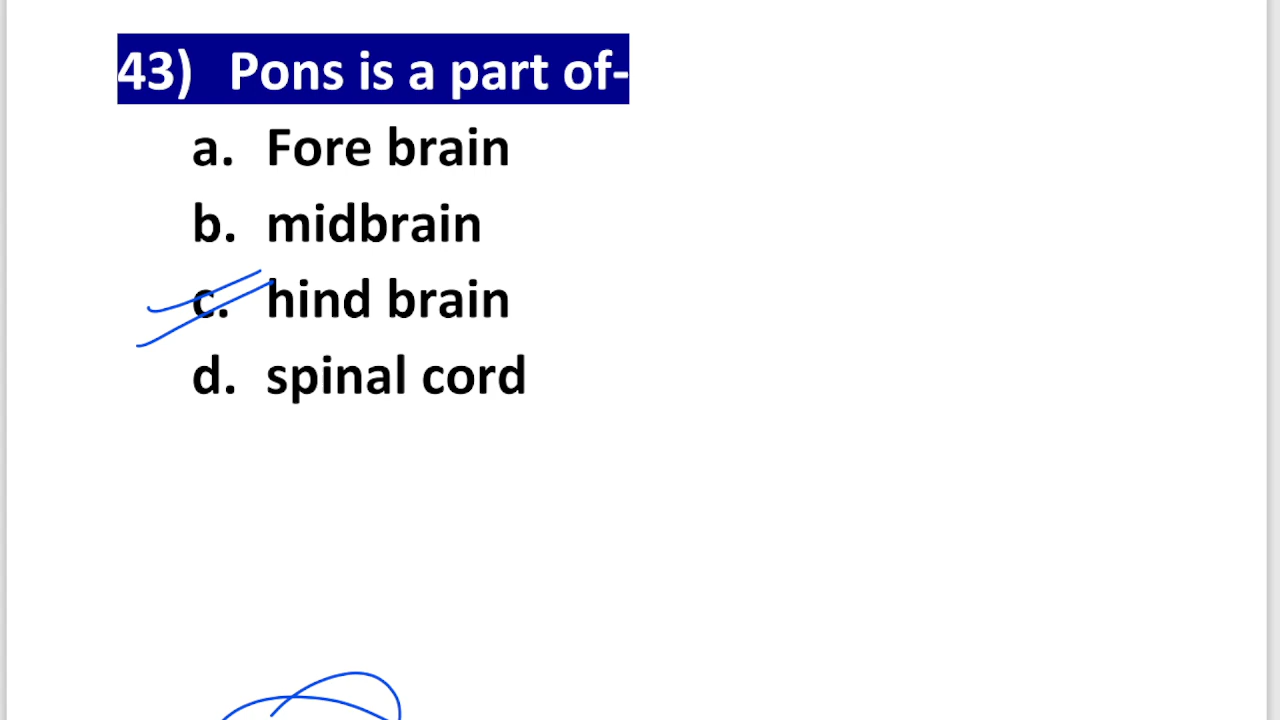 43) Pons is a part of-
a. Fore brain
b. midbrain
c. hind brain
d. spinal cord